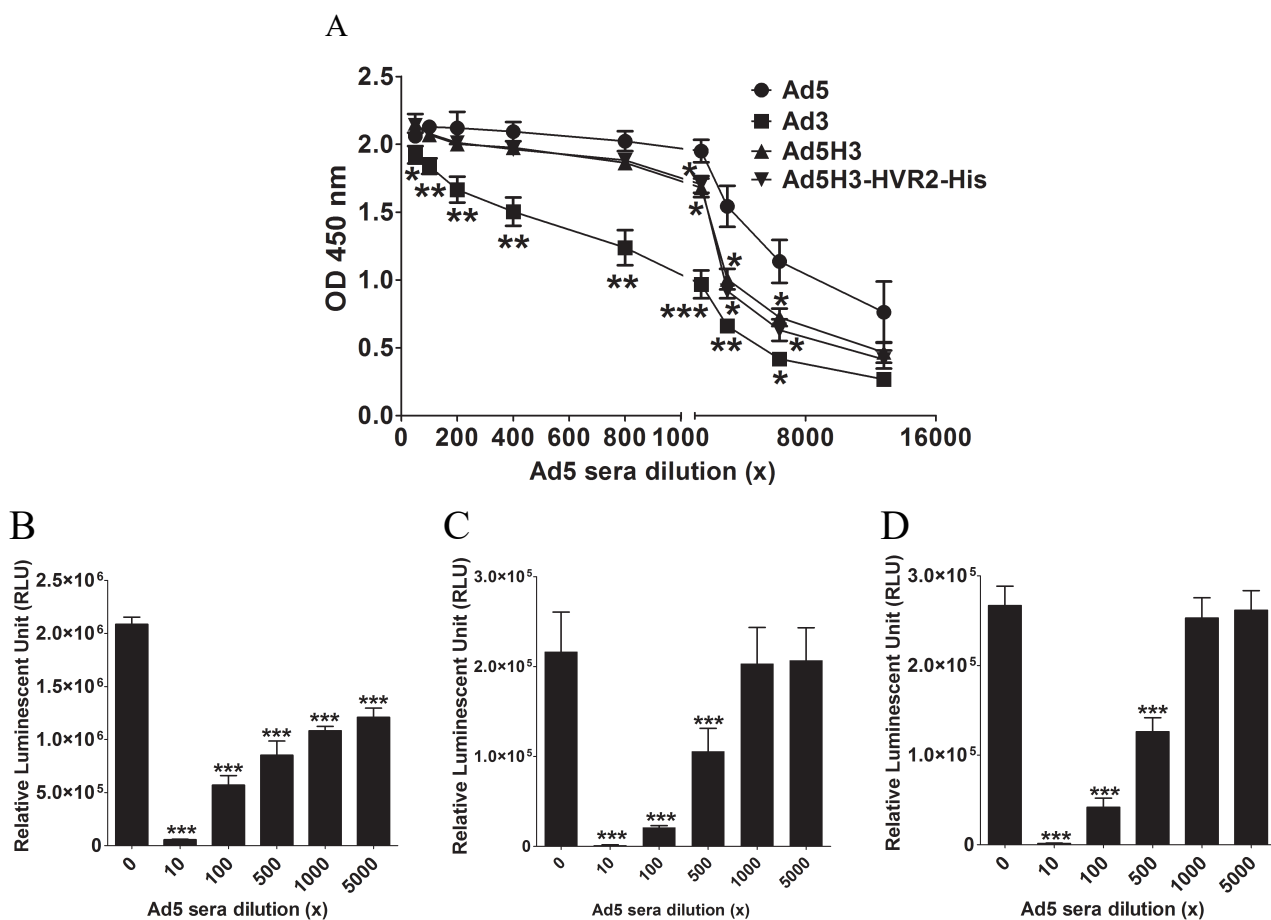 A
2.5
2.0
1.5
1.0
0.5
0.0
OD 450 nm
Ad5
Ad3
Ad5H3
Ad5H3-HVR2-His
*
*
* **
** ** ** *** ** *
* * * *
0 200 400 600 800 1000 8000 16000
Ad5 sera dilution (x)
B
Relative Luminescent Unit (RLU)
2.5×10⁶
2.0×10⁶
1.5×10⁶
1.0×10⁶
5.0×10⁵
0
*** *** *** *** ***
0 10 100 500 1000 5000
Ad5 sera dilution (x)
C
Relative Luminescent Unit (RLU)
3.0×10⁵
2.0×10⁵
1.0×10⁵
0
*** *** ***
0 10 100 500 1000 5000
Ad5 sera dilution (x)
D
Relative Luminescent Unit (RLU)
3.0×10⁵
2.0×10⁵
1.0×10⁵
0
*** *** ***
0 10 100 500 1000 5000
Ad5 sera dilution (x)